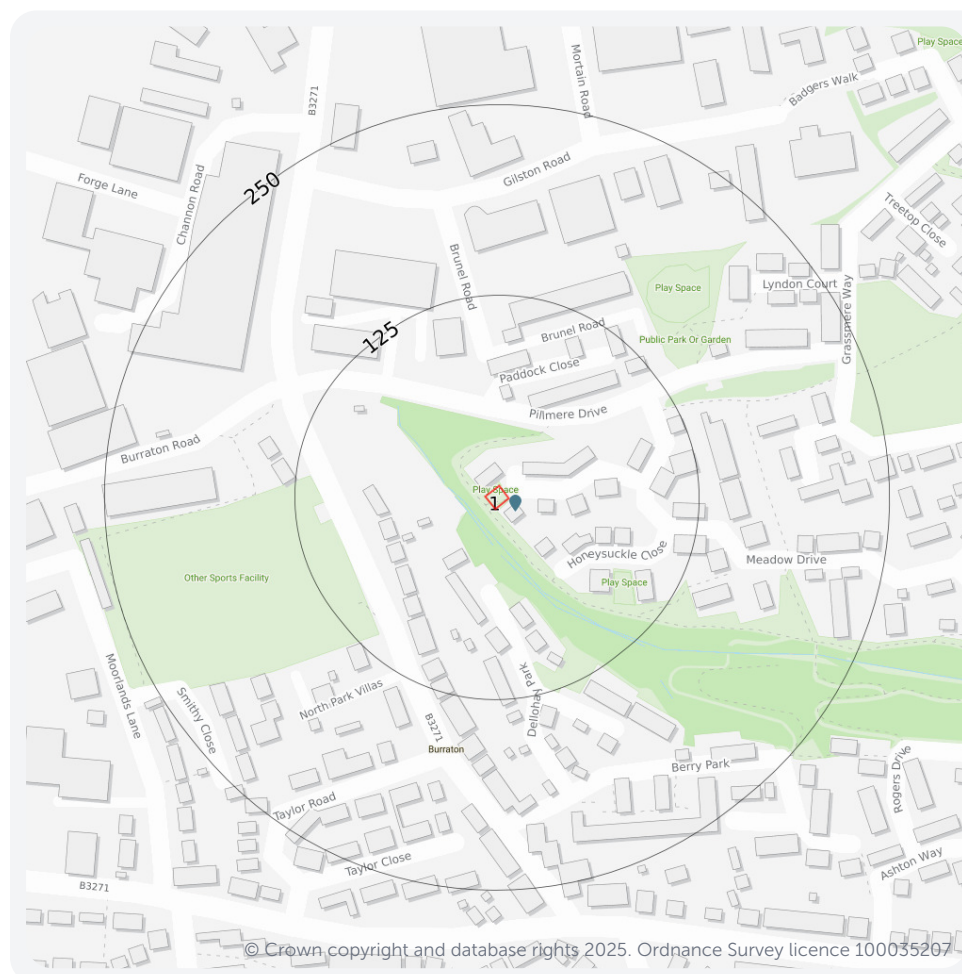 Play Space
Badgers Walk
Mortain Road
B3271
Forge Lane
Channon Road
250
Gilston Road
Treetop Close
Brunel Road
Lyndon Court
Play Space
Grassmere Way
125
Brunel Road
Public Park Or Garden
Paddock Close
Pillmere Drive
Burraton Road
Play Space
1
Honeysuckle Close
Meadow Drive
Other Sports Facility
Play Space
Moorlands Lane
Smithy Close
North Park Villas
Dellohay Park
B3271
Burraton
Berry Park
Rogers Drive
Taylor Road
Taylor Close
Ashton Way
B3271
© Crown copyright and database rights 2025. Ordnance Survey licence 100035207